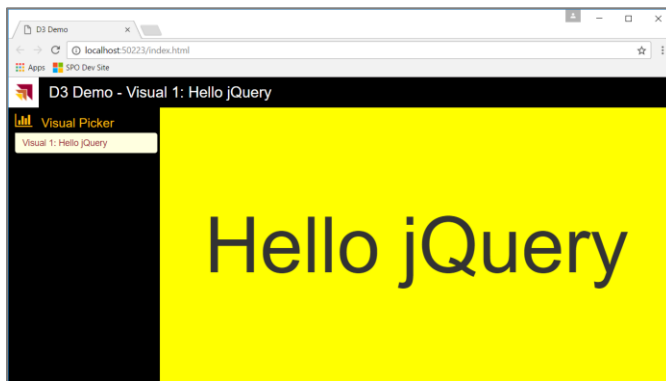 D3 Demo
localhost:50223/index.html
Apps SPO Dev Site
D3 Demo - Visual 1: Hello jQuery
Visual Picker
Visual 1: Hello jQuery
Hello jQuery